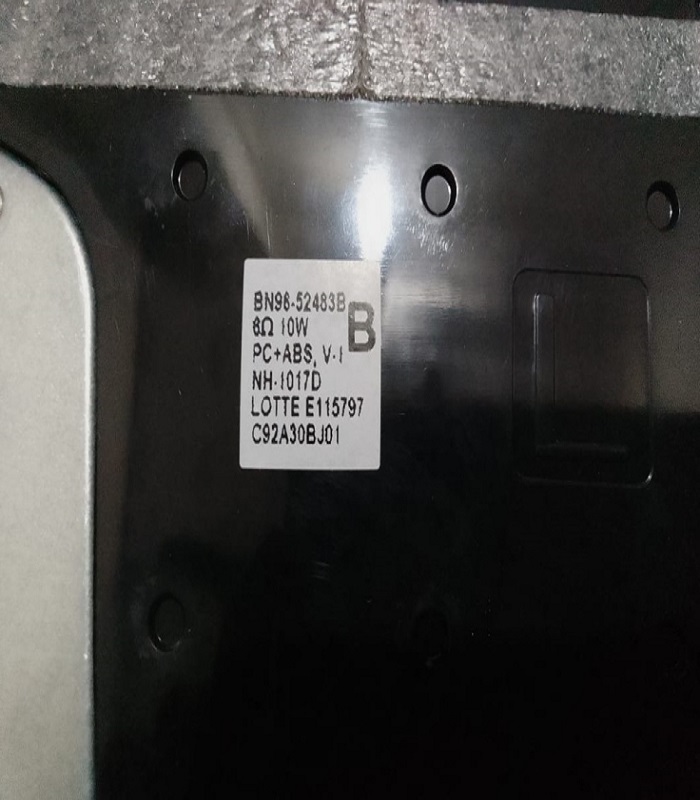 BN96-52483B
6Ω 10W
B
PC+ABS, V-1
NH-1017D
LOTTE E115797
C92A30BJ01